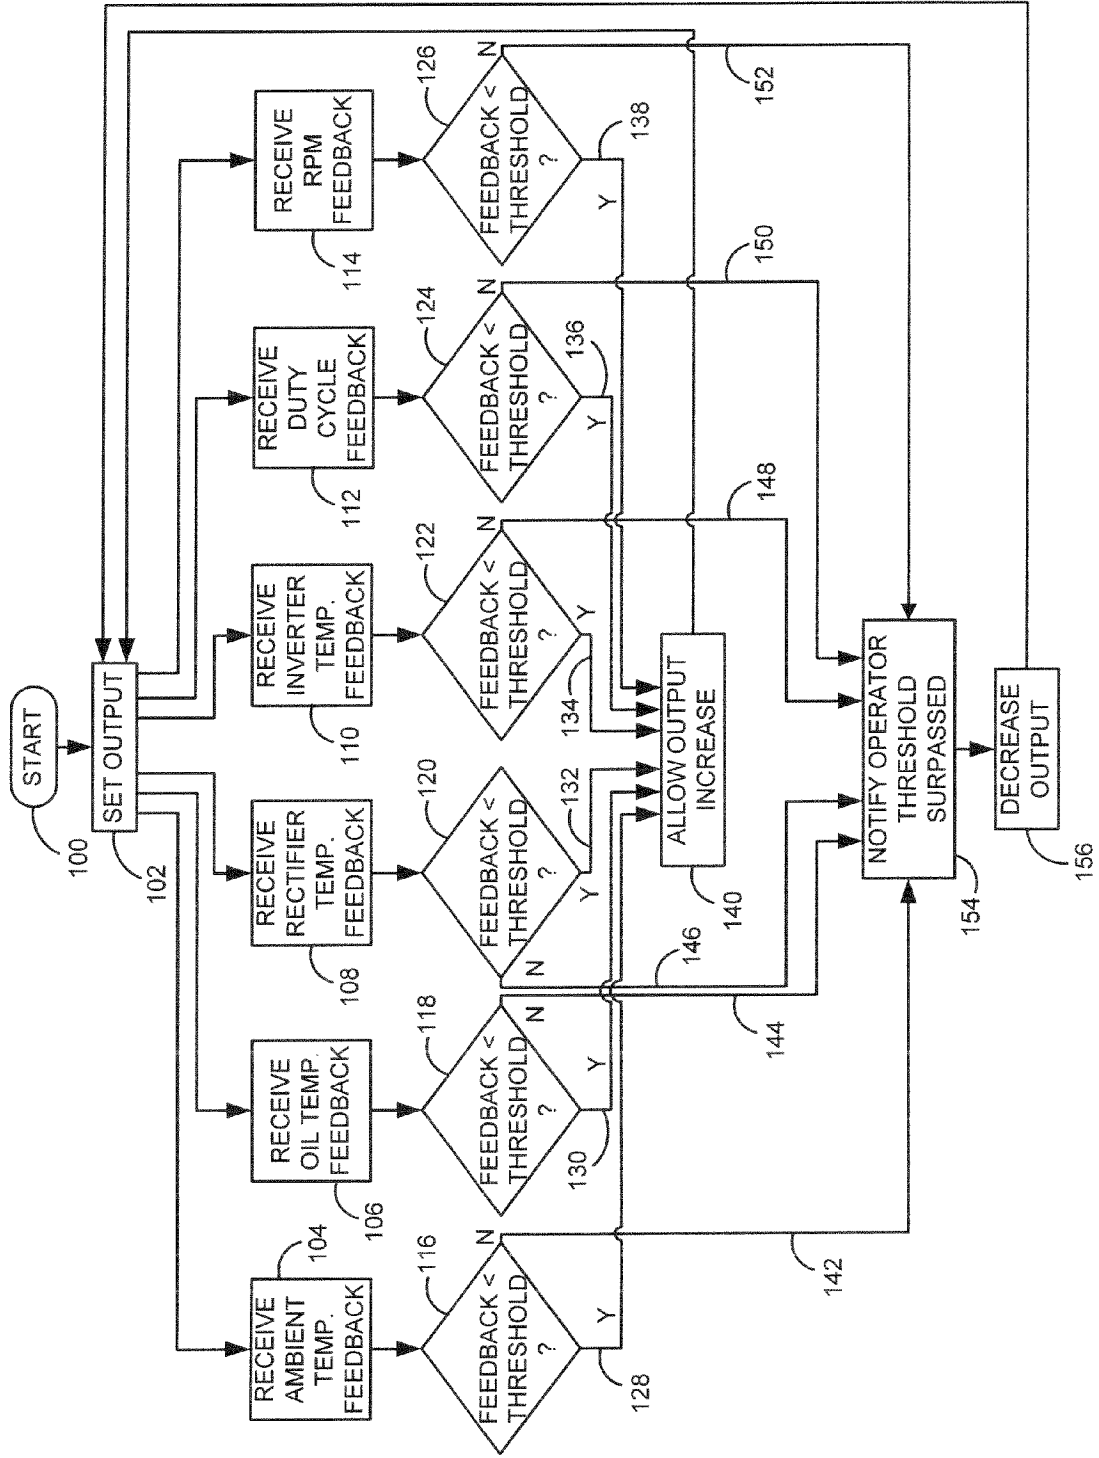 START
100
SET OUTPUT
102
RECEIVE
AMBIENT
TEMP.
FEEDBACK
104
RECEIVE
OIL TEMP.
FEEDBACK
106
RECEIVE
RECTIFIER
TEMP.
FEEDBACK
108
RECEIVE
INVERTER
TEMP.
FEEDBACK
110
RECEIVE
DUTY
CYCLE
FEEDBACK
112
RECEIVE
RPM
FEEDBACK
114
FEEDBACK <
THRESHOLD
?
116
N
Y
128
FEEDBACK <
THRESHOLD
?
118
N
Y
130
FEEDBACK <
THRESHOLD
?
120
N
Y
132
FEEDBACK <
THRESHOLD
?
122
N
Y
134
FEEDBACK <
THRESHOLD
?
124
N
Y
136
FEEDBACK <
THRESHOLD
?
126
N
Y
138
ALLOW OUTPUT
INCREASE
140
142
144
146
148
150
152
NOTIFY OPERATOR
THRESHOLD
SURPASSED
154
DECREASE
OUTPUT
156